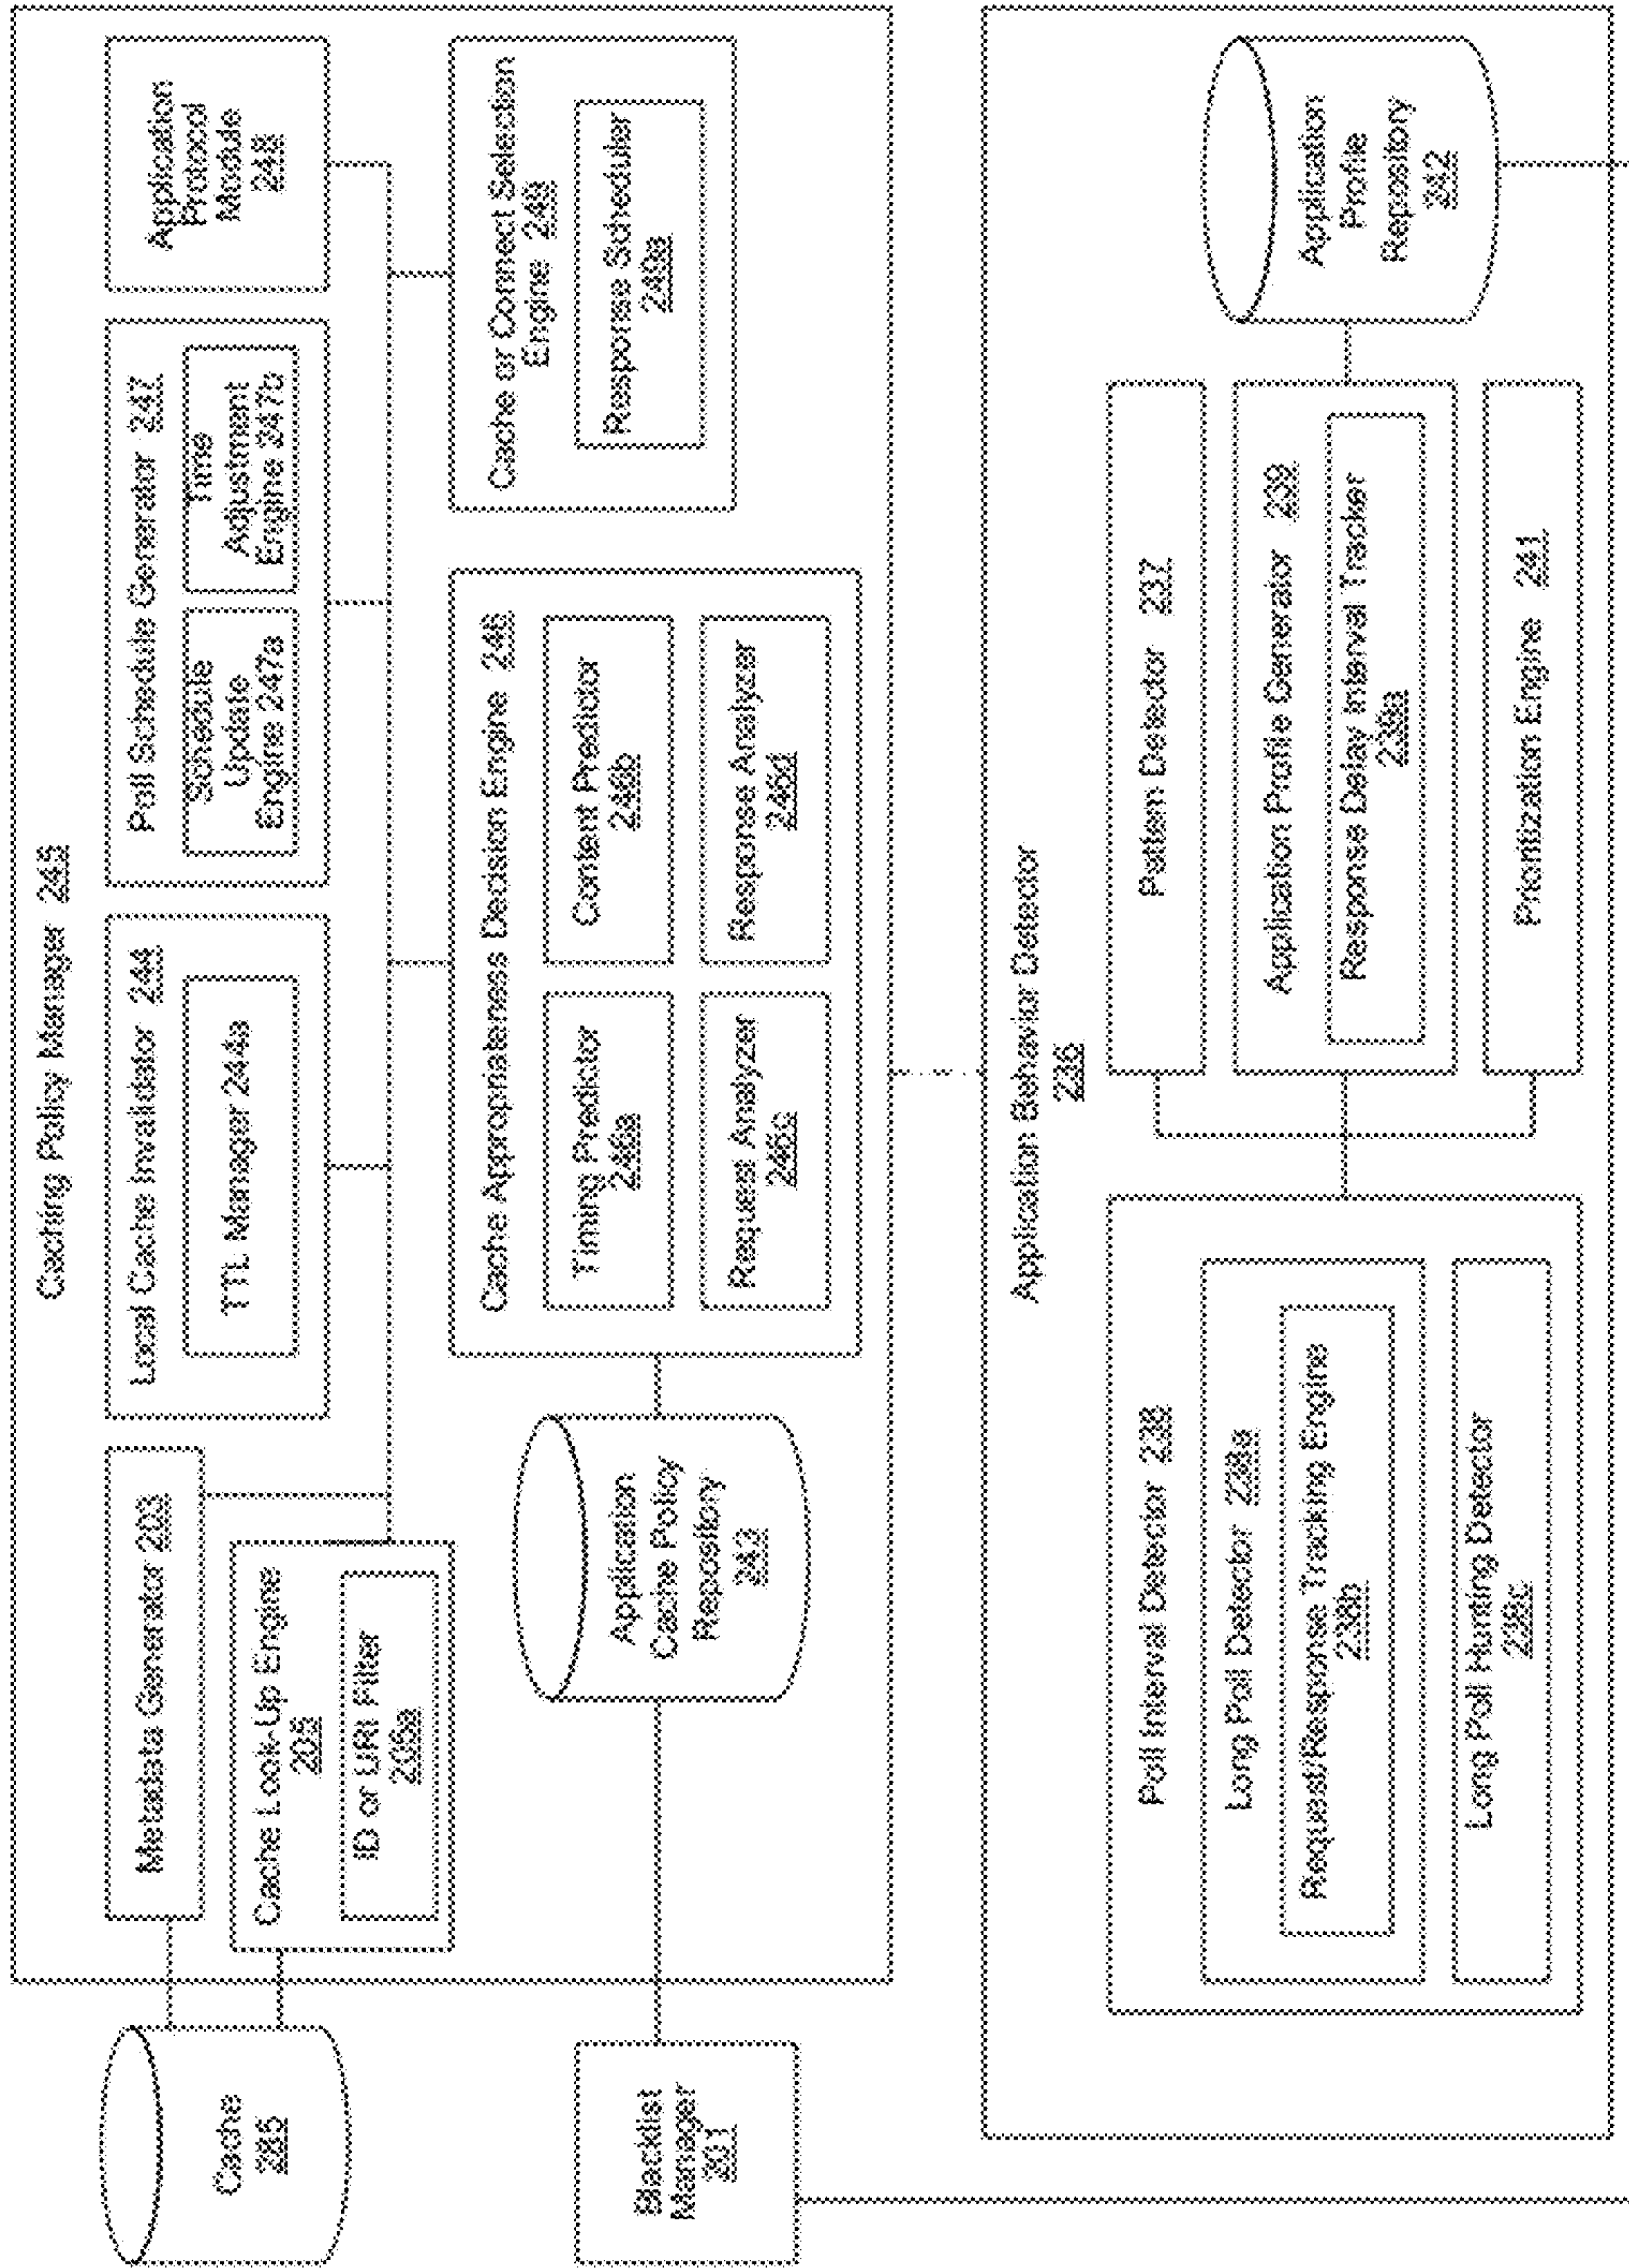 Caching Policy Manager 245
Cache
285
Metadata Generator 203
Cache Look-Up Engine
205
ID or URI Filter
205a
Local Cache Invalidator 244
TTL Manager 244a
Poll Schedule Generator 247
Schedule
Update
Engine 247a
Time
Adjustment
Engine
Application
Protocol
Module
248
Blacklist
Manager
201
Application
Cache Policy
Repository
243
Cache Appropriateness Decision Engine 246
Timing Predictor
246a
Content Predictor
246b
Request Analyzer
Response Analyzer
246d
Cache or Connect Selection
Engine 249
Response Scheduler
249a
Application Behavior Detector
236
Poll Interval Detector 238
Long Poll Detector 238a
Request/Response Tracking Engine
238b
Long Poll Hunting Detector
238c
Pattern Detector 237
Application Profile Generator 239
Response Delay Interval Tracker
239a
Prioritization Engine 241
Application
Profile
Repository
242